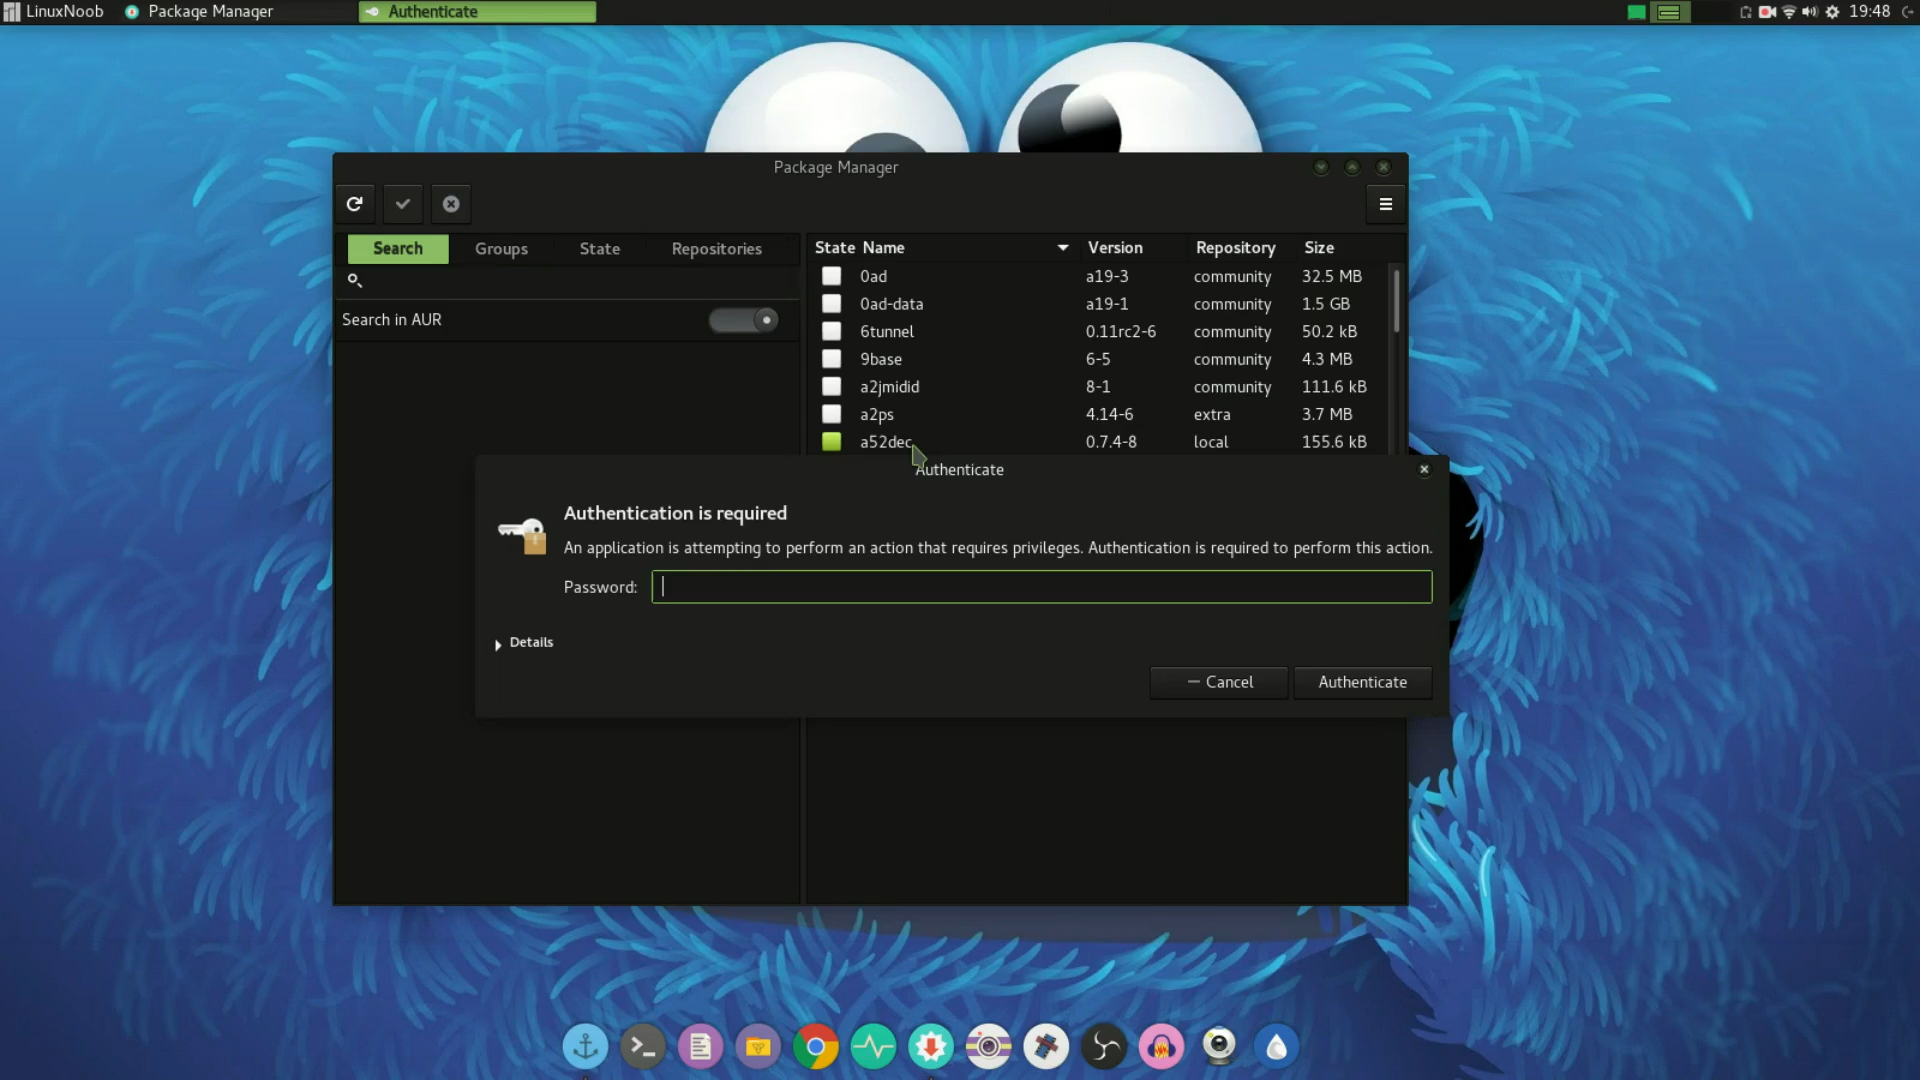 LinuxNoob Package Manager Authenticate 19:48
Package Manager
Search Groups State Repositories
Search in AUR
State Name Version Repository Size
0ad a19-3 community 32.5 MB
0ad-data a19-1 community 1.5 GB
6tunnel 0.11rc2-6 community 50.2 kB
9base 6-5 community 4.3 MB
a2jmidid 8-1 community 111.6 kB
a2ps 4.14-6 extra 3.7 MB
a52dec 0.7.4-8 local 155.6 kB
Authenticate
Authentication is required
An application is attempting to perform an action that requires privileges. Authentication is required to perform this action.
Password:
Details
Cancel Authenticate